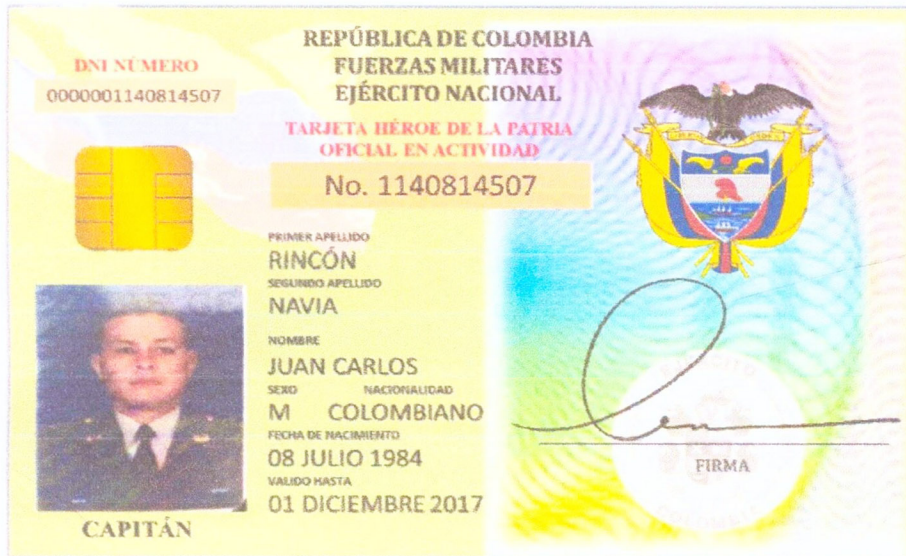 REPÚBLICA DE COLOMBIA
FUERZAS MILITARES
EJÉRCITO NACIONAL
DNI NÚMERO
0000001140814507
TARJETA HÉROE DE LA PATRIA
OFICIAL EN ACTIVIDAD
No. 1140814507
PRIMER APELLIDO
RINCÓN
SEGUNDO APELLIDO
NAVIA
NOMBRE
JUAN CARLOS
SEXO NACIONALIDAD
M COLOMBIANO
FECHA DE NACIMIENTO
08 JULIO 1984
VALIDO HASTA
01 DICIEMBRE 2017
CAPITÁN
FIRMA
EJÉRCITO
COLOMBIA